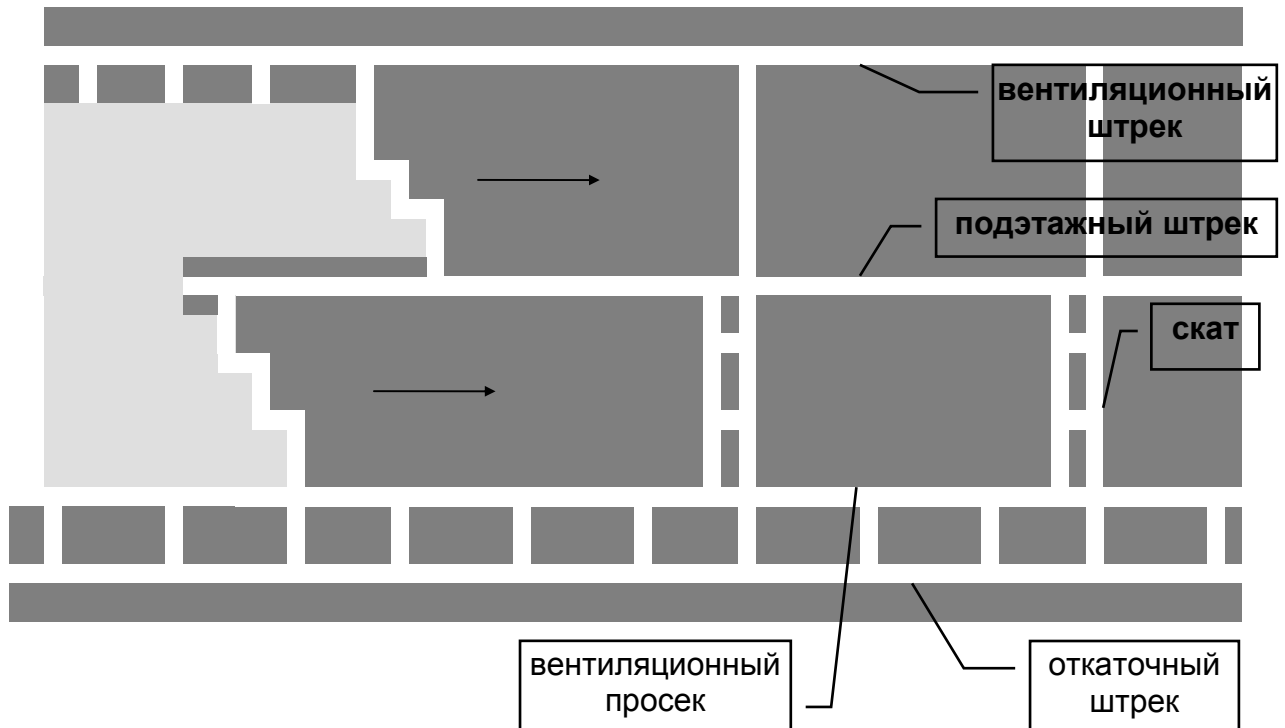 вентиляционный
штрек
подэтажный штрек
скат
вентиляционный
просек
откаточный
штрек